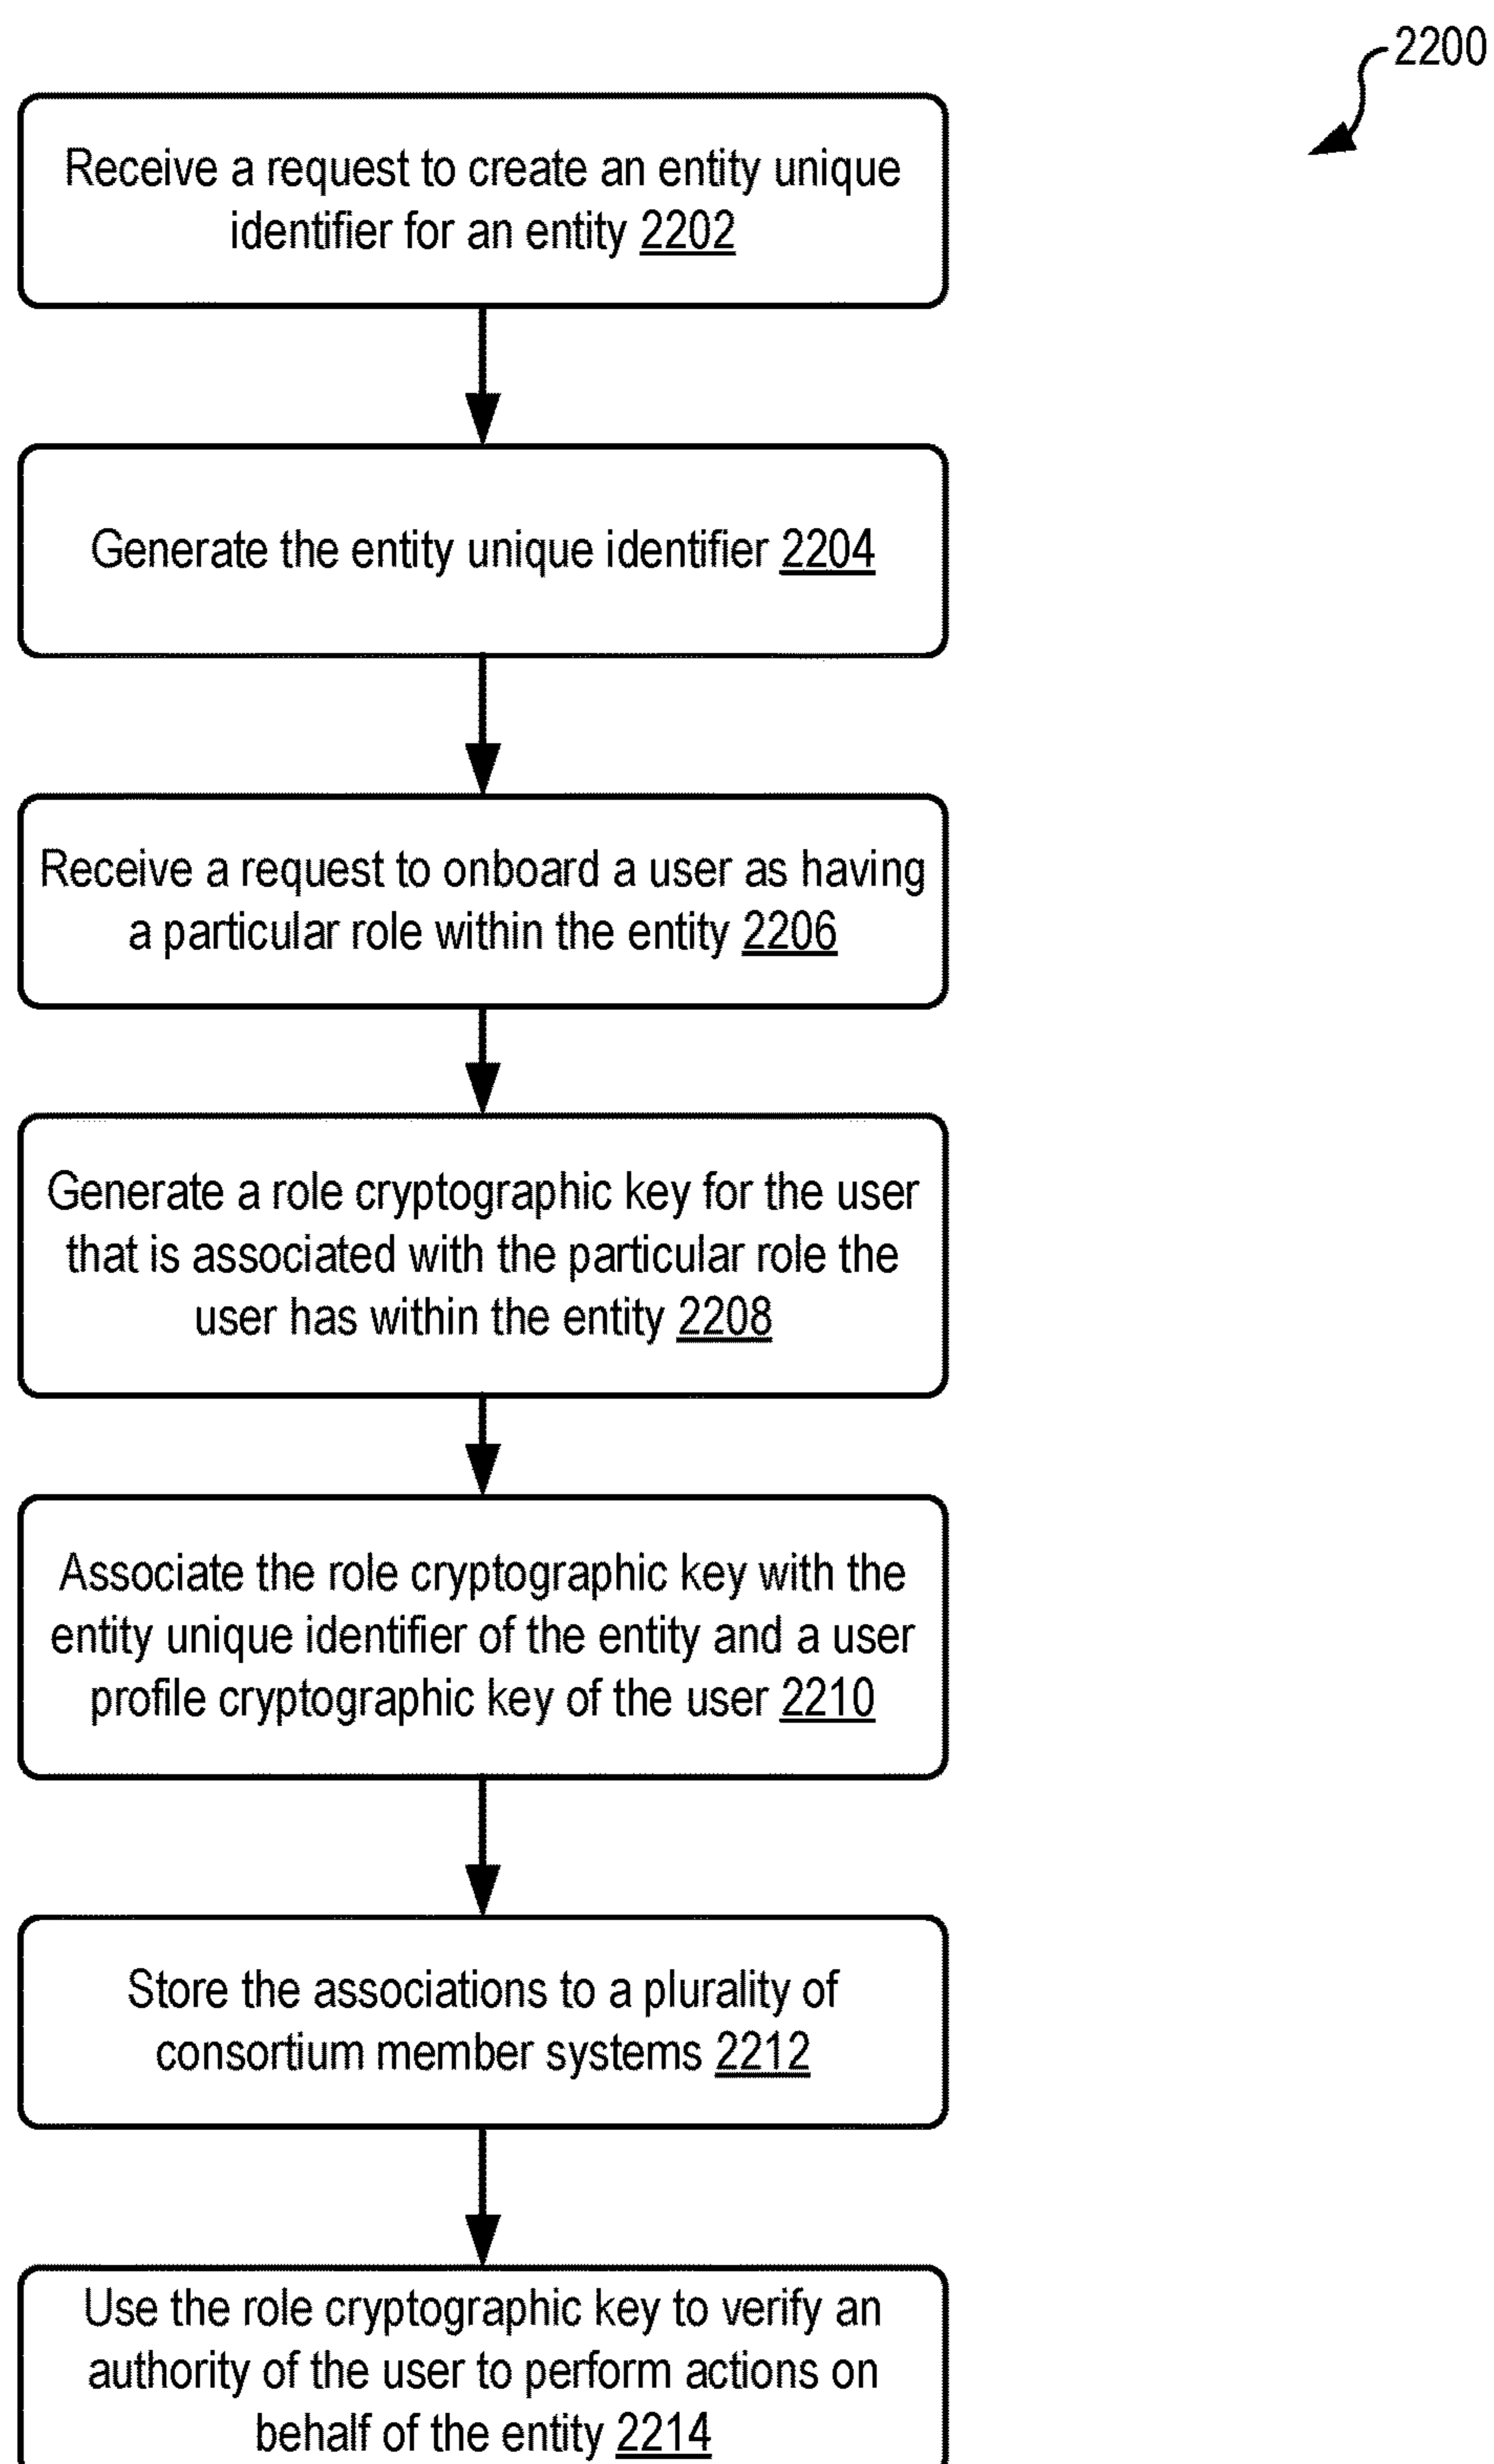 2200
Receive a request to create an entity unique
identifier for an entity 2202
Generate the entity unique identifier 2204
Receive a request to onboard a user as having
a particular role within the entity 2206
Generate a role cryptographic key for the user
that is associated with the particular role the
user has within the entity 2208
Associate the role cryptographic key with the
entity unique identifier of the entity and a user
profile cryptographic key of the user 2210
Store the associations to a plurality of
consortium member systems 2212
Use the role cryptographic key to verify an
authority of the user to perform actions on
behalf of the entity 2214